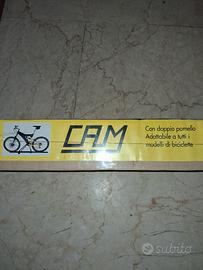 CAM
Con doppio pomello
Adattabile a tutti i
modelli di biciclette
subito